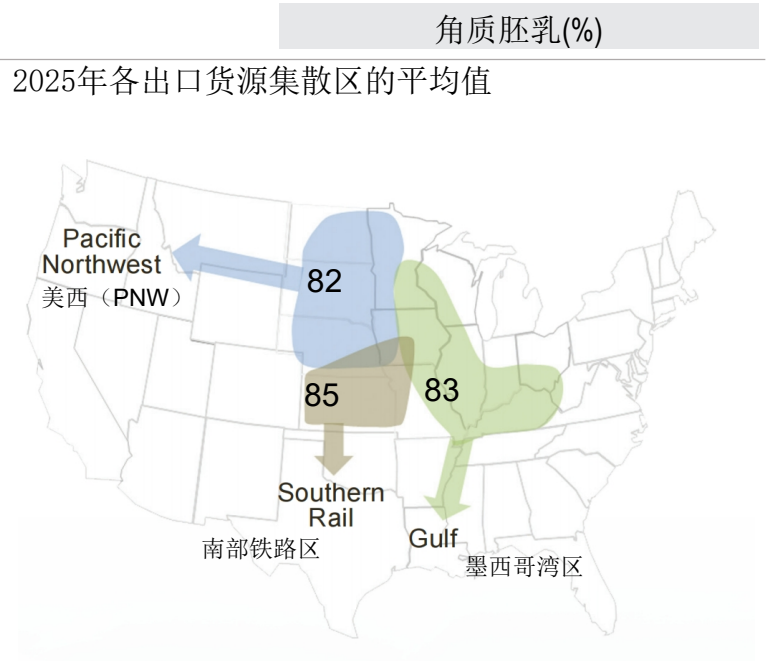 角质胚乳(%)
2025年各出口货源集散区的平均值
Pacific
Northwest
美西（PNW）
82
85
83
Southern
Rail
南部铁路区
Gulf
墨西哥湾区